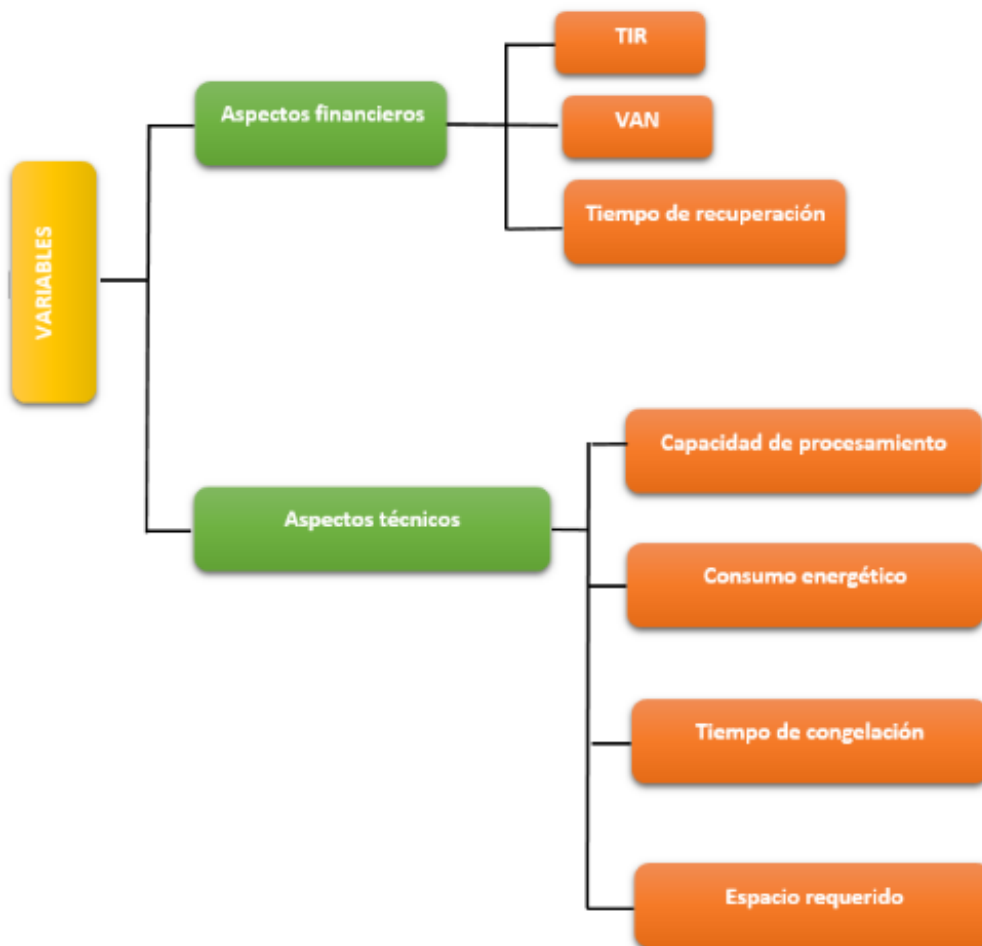 VARIABLES
Aspectos financieros
TIR
VAN
Tiempo de recuperación
Aspectos técnicos
Capacidad de procesamiento
Consumo energético
Tiempo de congelación
Espacio requerido